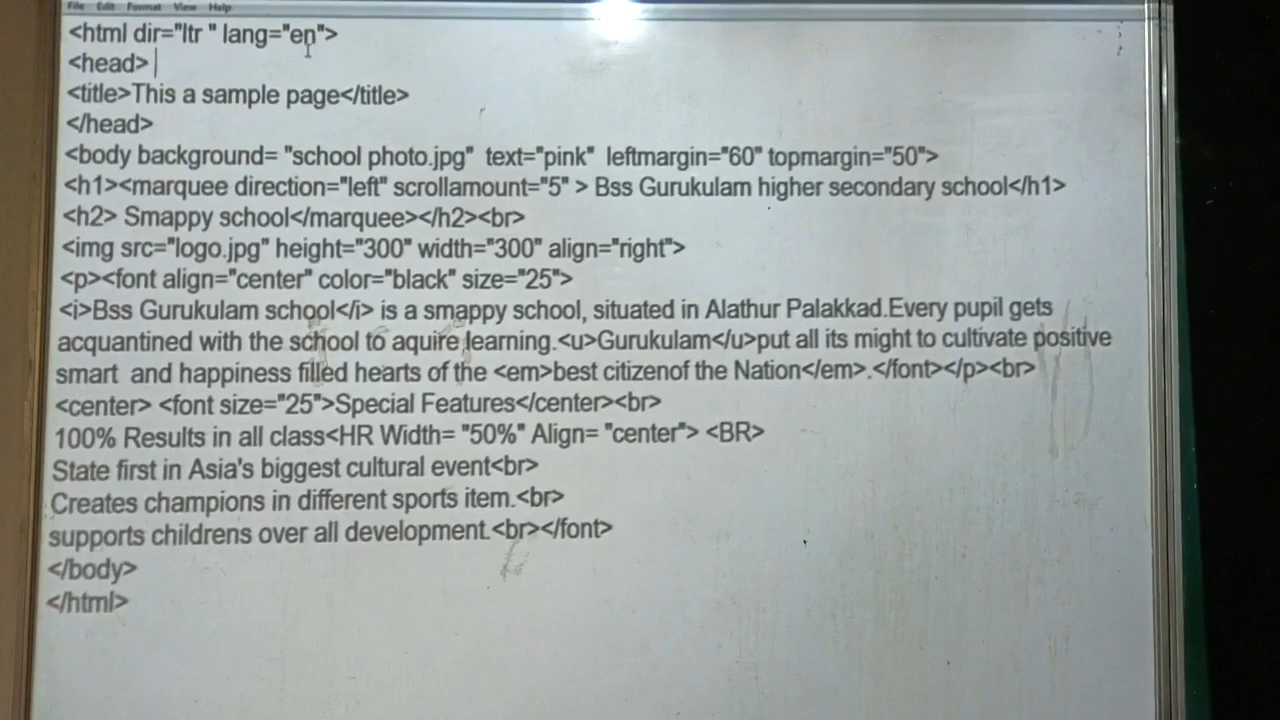 File Edit Format View Help
<html dir="ltr " lang="en">
<head>
<title>This a sample page</title>
</head>
<body background= "school photo.jpg"  text="pink"  leftmargin="60" topmargin="50">
<h1><marquee direction="left" scrollamount="5" > Bss Gurukulam higher secondary school</h1>
<h2> Smappy school</marquee></h2><br>
<img src="logo.jpg" height="300" width="300" align="right">
<p><font align="center" color="black" size="25">
<i>Bss Gurukulam school</i> is a smappy school, situated in Alathur Palakkad.Every pupil gets
acquantined with the school to aquire learning.<u>Gurukulam</u>put all its might to cultivate positive
smart  and happiness filled hearts of the <em>best citizenof the Nation</em>.</font></p><br>
<center> <font size="25">Special Features</center><br>
100% Results in all class<HR Width= "50%" Align= "center"> <BR>
State first in Asia's biggest cultural event<br>
Creates champions in different sports item.<br>
supports childrens over all development.<br></font>
</body>
</html>